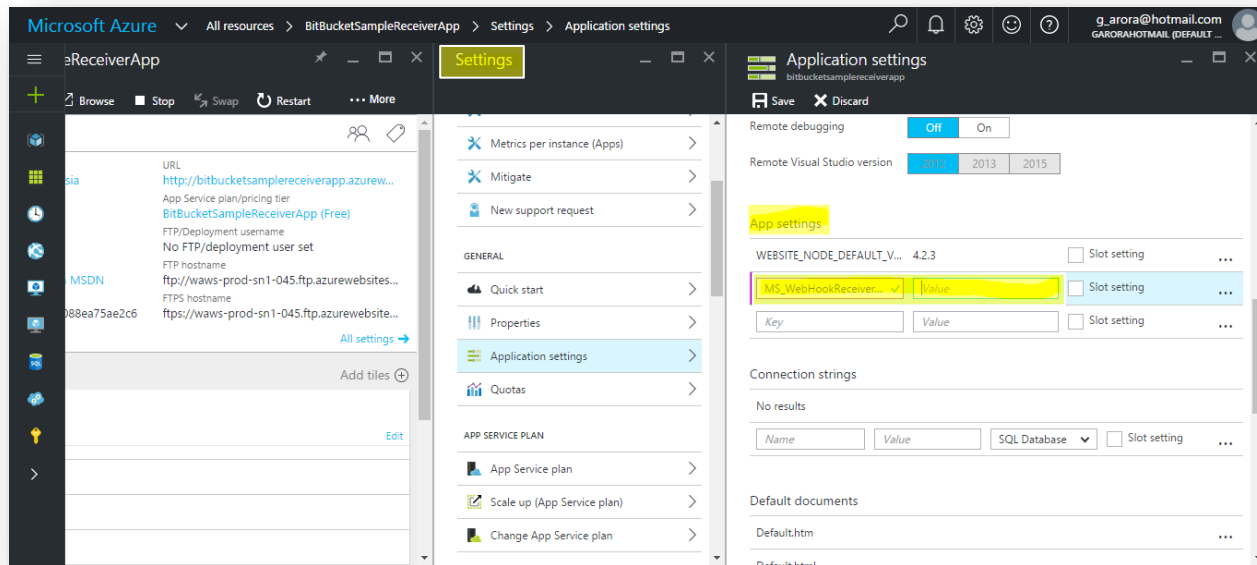 Microsoft Azure All resources > BitBucketSampleReceiverApp > Settings > Application settings
g_arora@hotmail.com
GARORAHOTMAIL (DEFAULT ...
eReceiverApp
Browse Stop Swap Restart ... More
URL
sia http://bitbucketsamplereceiverapp.azurew...
App Service plan/pricing tier
BitBucketSampleReceiverApp (Free)
FTP/Deployment username
No FTP/deployment user set
FTP hostname
MSDN ftp://waws-prod-sn1-045.ftp.azurewebsites...
FTPS hostname
088ea75ae2c6 ftps://waws-prod-sn1-045.ftp.azurewebsite...
All settings →
Add tiles
Edit
SQL
Settings
Metrics per instance (Apps)
Mitigate
New support request
GENERAL
Quick start
Properties
Application settings
Quotas
APP SERVICE PLAN
App Service plan
Scale up (App Service plan)
Change App Service plan
Application settings
bitbucketsamplereceiverapp
Save Discard
Remote debugging Off On
Remote Visual Studio version 2012 2013 2015
App settings
WEBSITE_NODE_DEFAULT_V... 4.2.3 Slot setting ...
MS_WebHookReceiver... Value Slot setting ...
Key Value Slot setting ...
Connection strings
No results
Name Value SQL Database Slot setting ...
Default documents
Default.htm ...
Default.html